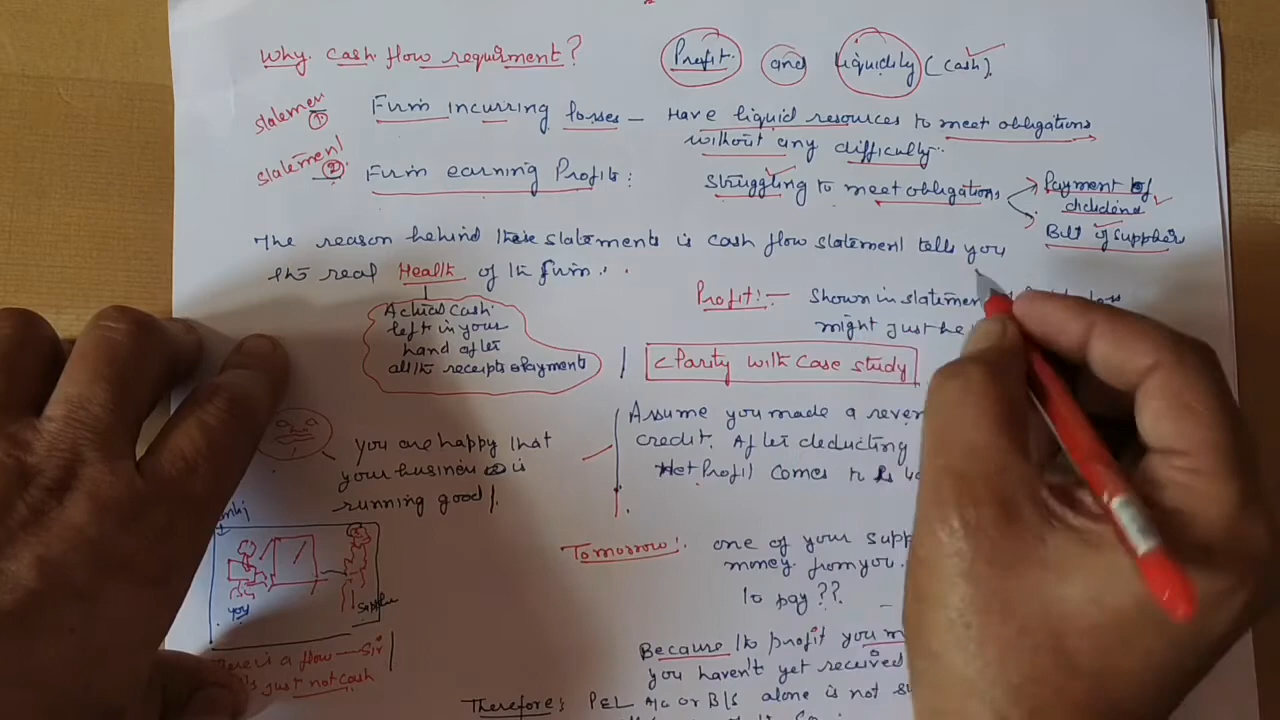 Why cash flow requirment?
Profit and liquidity (cash).
statement ① Firm incurring losses – Have liquid resources to meet obligations
without any difficulty.
statement ② Firm earning Profits: struggling to meet obligations
Payment of
dividend
Bill of supplier
The reason behind these statements is cash flow statement tells you
the real Health of the firm.
Actual cash
left in your
hand after
all the receipts & Payments
Profit:— Shown in statement
might just be
Clarity with case study
Assume you made a reven
credit. After deducting
Net Profit comes to Rs
You are happy that
your business is
running good!
you
supplier
There is a flow — Sir
just not cash
Tomorrow: one of your supp
money from you.
to pay??
Because the profit you m
you haven't yet received
Therefore: P&L A/c or B/S alone is not su